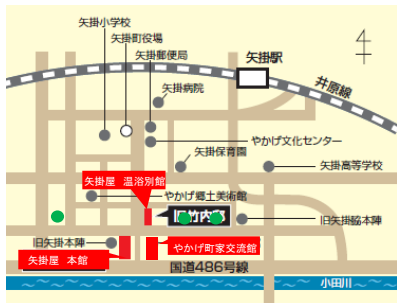 矢掛小学校
矢掛町役場
矢掛郵便局
矢掛駅
井原線
矢掛病院
やかげ文化センター
矢掛保育園
矢掛高等学校
矢掛屋 温浴別館
やかげ郷土美術館
旧竹内邸
旧矢掛脇本陣
旧矢掛本陣
やかげ町家交流館
矢掛屋 本館
国道486号線
小田川